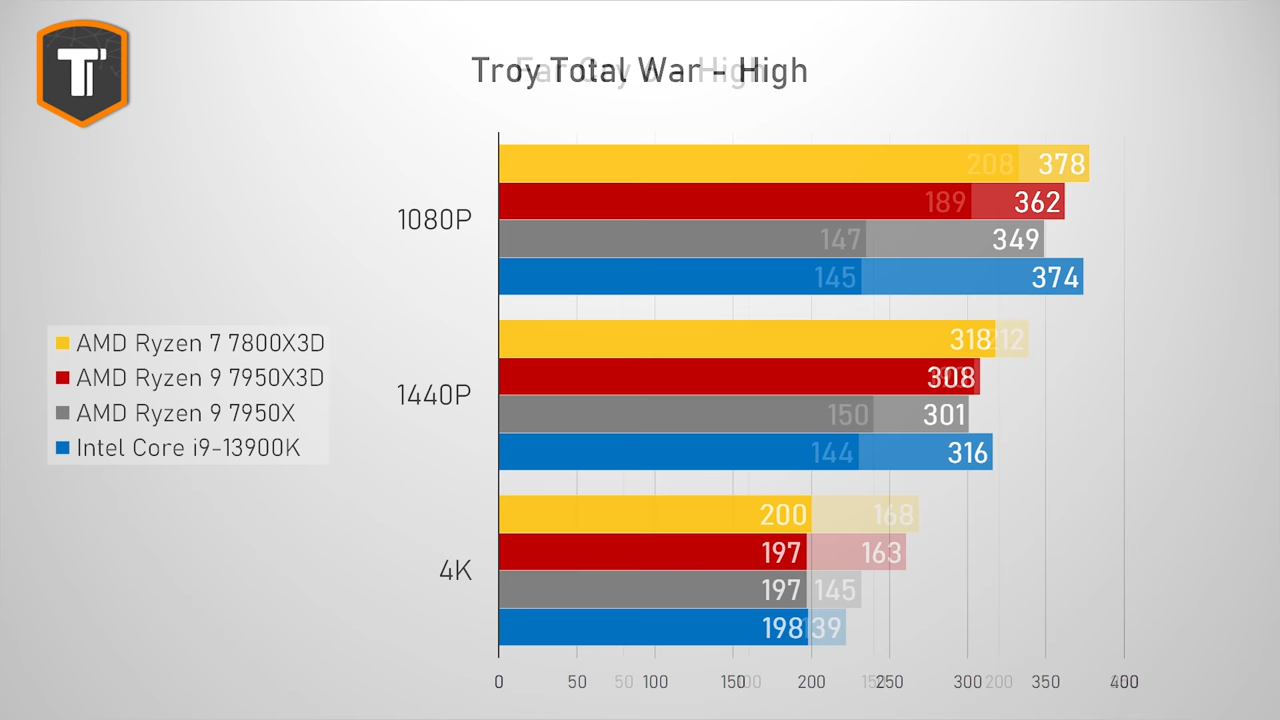 Troy Total War - High
208 378
189 362
1080P
147 349
145 374
AMD Ryzen 7 7800X3D
AMD Ryzen 9 7950X3D
AMD Ryzen 9 7950X
Intel Core i9-13900K
318
308
1440P
150 301
144 316
200 168
197 163
4K
197 145
198
0 50 50 100 150 200 250 300 200 350 400